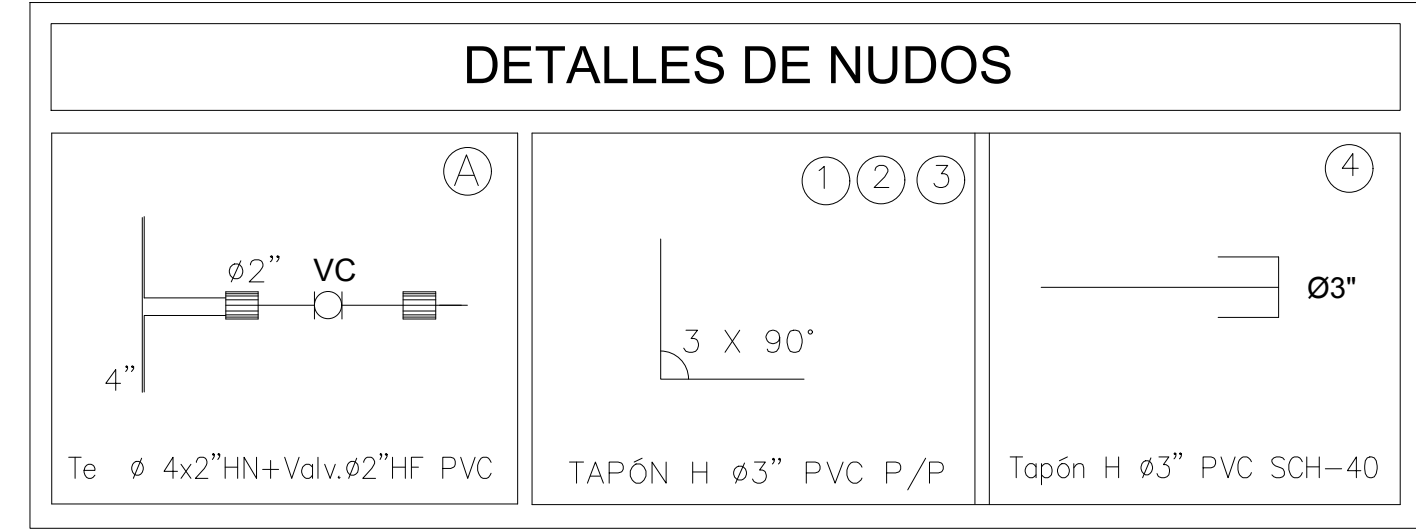 DETALLES DE NUDOS
A
ø2” VC
4”
Te ø 4x2”HN+Valv.ø2”HF PVC
1 2 3
3 X 90°
TAPÓN H ø3” PVC P/P
4
Ø3"
Tapón H ø3” PVC SCH-40